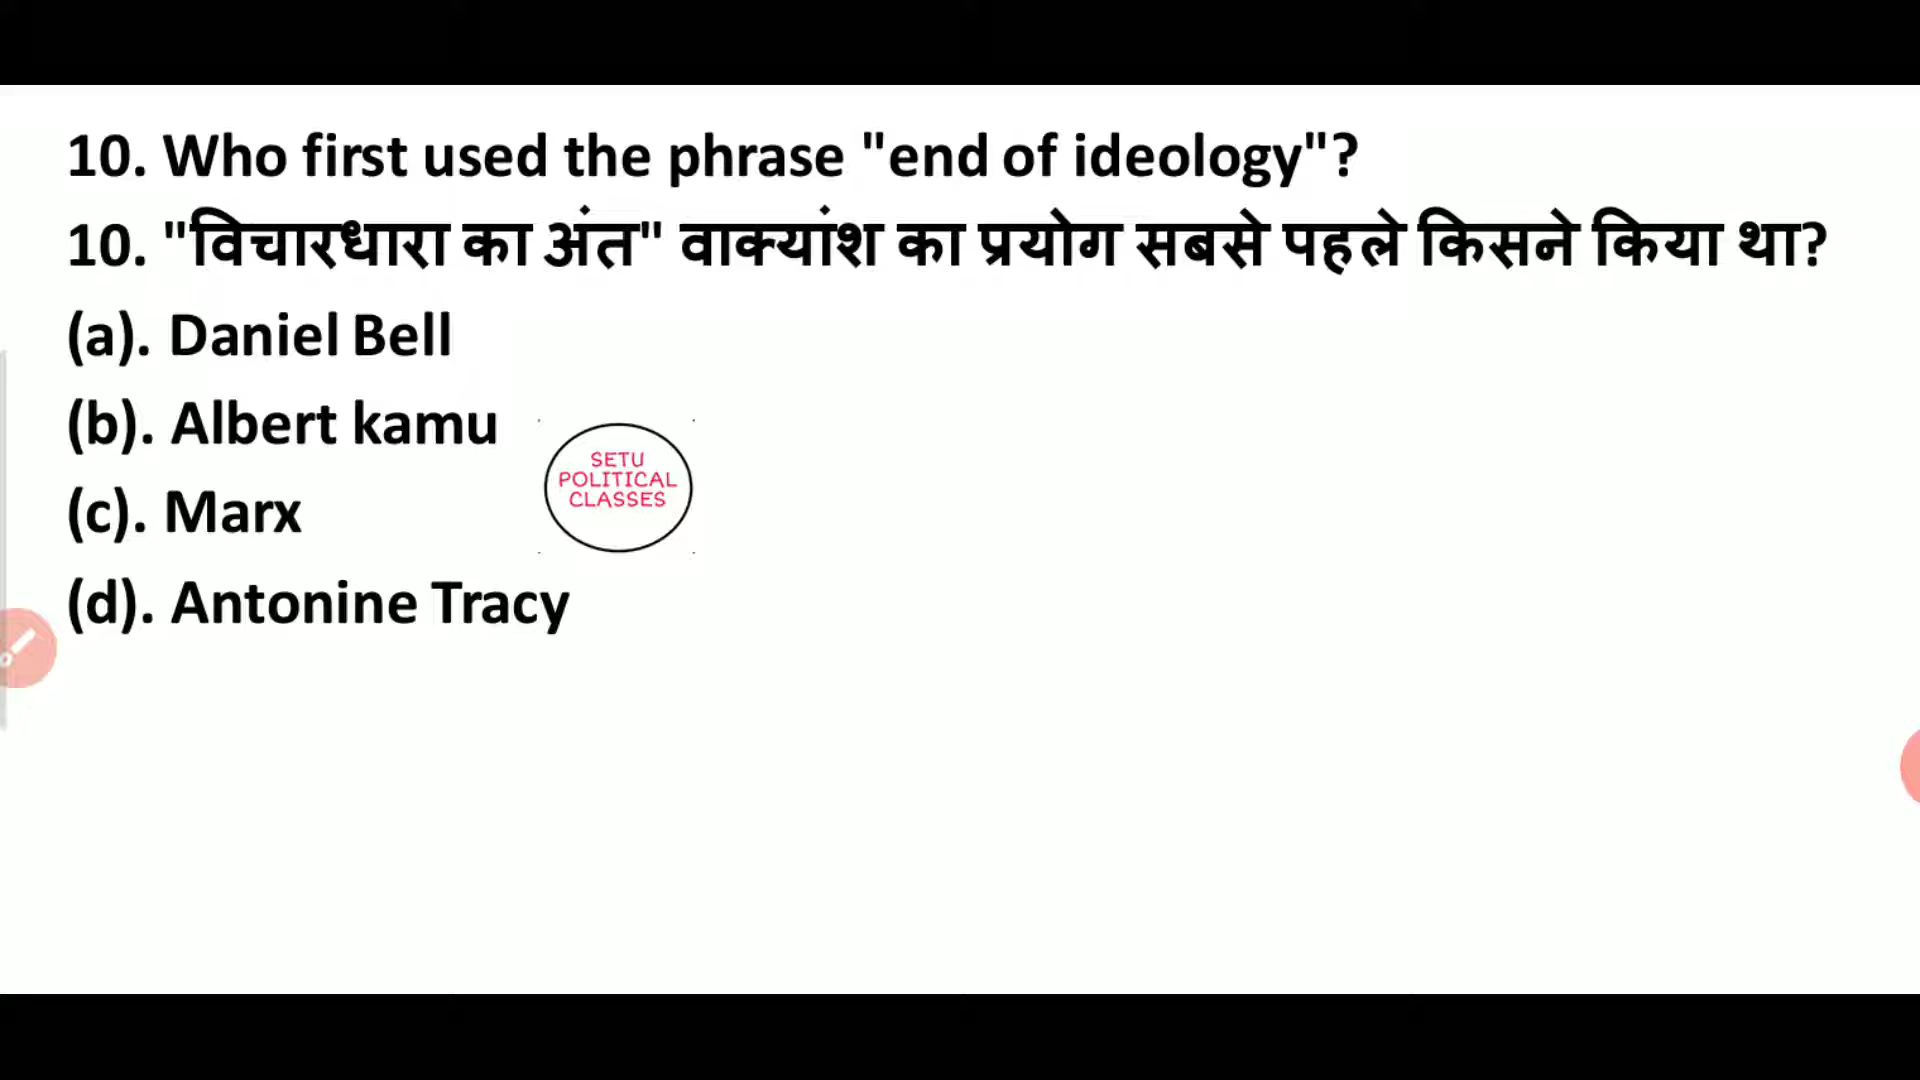 10. Who first used the phrase "end of ideology"?
10. "विचारधारा का अंत" वाक्यांश का प्रयोग सबसे पहले किसने किया था?
(a). Daniel Bell
(b). Albert kamu
(c). Marx
(d). Antonine Tracy
SETU
POLITICAL
CLASSES